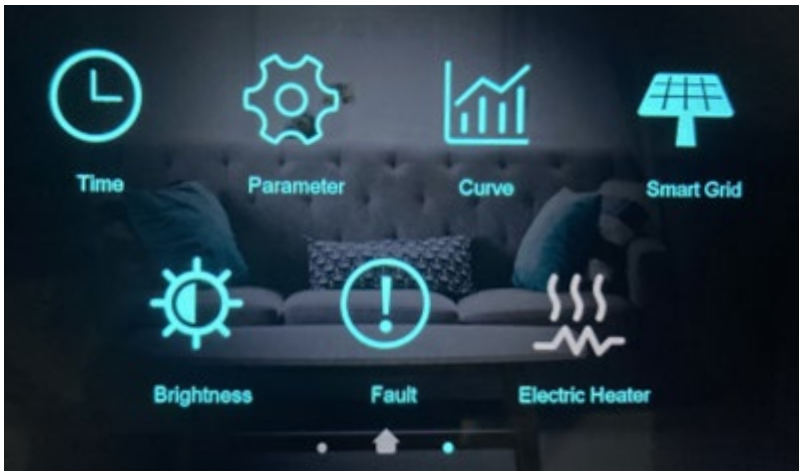 Time
Parameter
Curve
Smart Grid
Brightness
Fault
Electric Heater